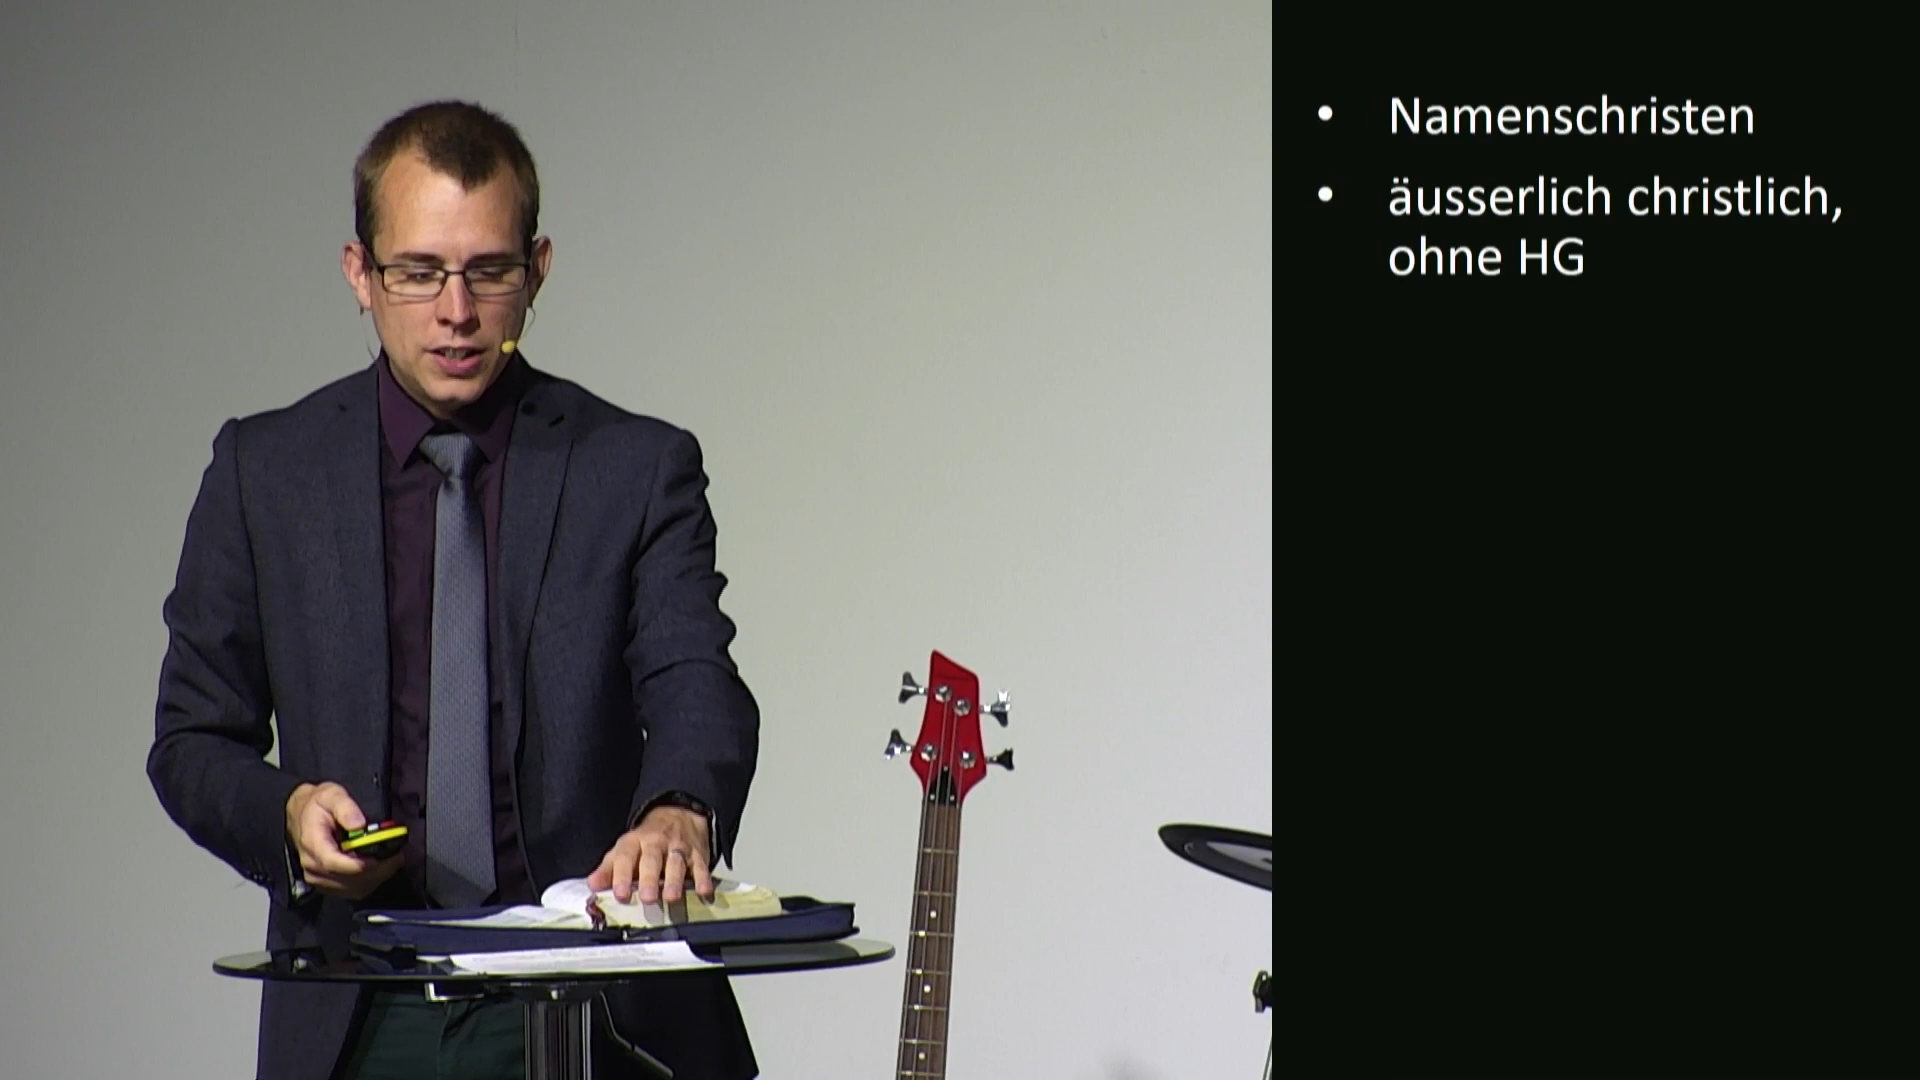 • Namenschristen
• äusserlich christlich,
ohne HG